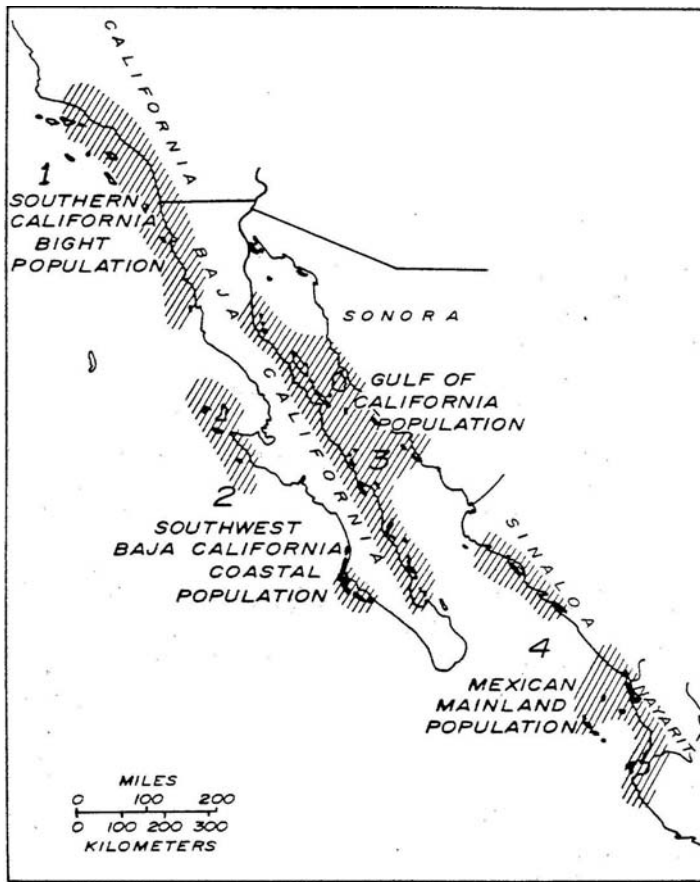 CALIFORNIA
1
SOUTHERN
CALIFORNIA
BIGHT
POPULATION
BAJA CALIFORNIA
SONORA
GULF OF
CALIFORNIA
POPULATION
3
2
SOUTHWEST
BAJA CALIFORNIA
COASTAL
POPULATION
SINALOA
4
MEXICAN
MAINLAND
POPULATION
NAYARIT
MILES
0 100 200
0 100 200 300
KILOMETERS